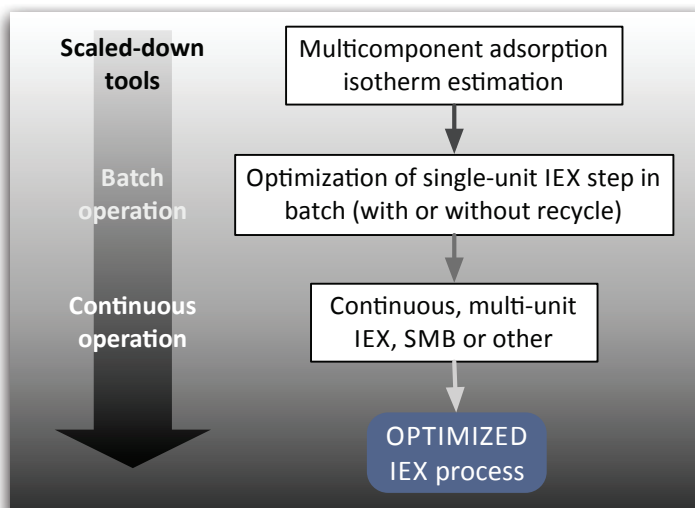 Scaled-down
tools
Multicomponent adsorption
isotherm estimation
Batch
operation
Optimization of single-unit IEX step in
batch (with or without recycle)
Continuous
operation
Continuous, multi-unit
IEX, SMB or other
OPTIMIZED
IEX process